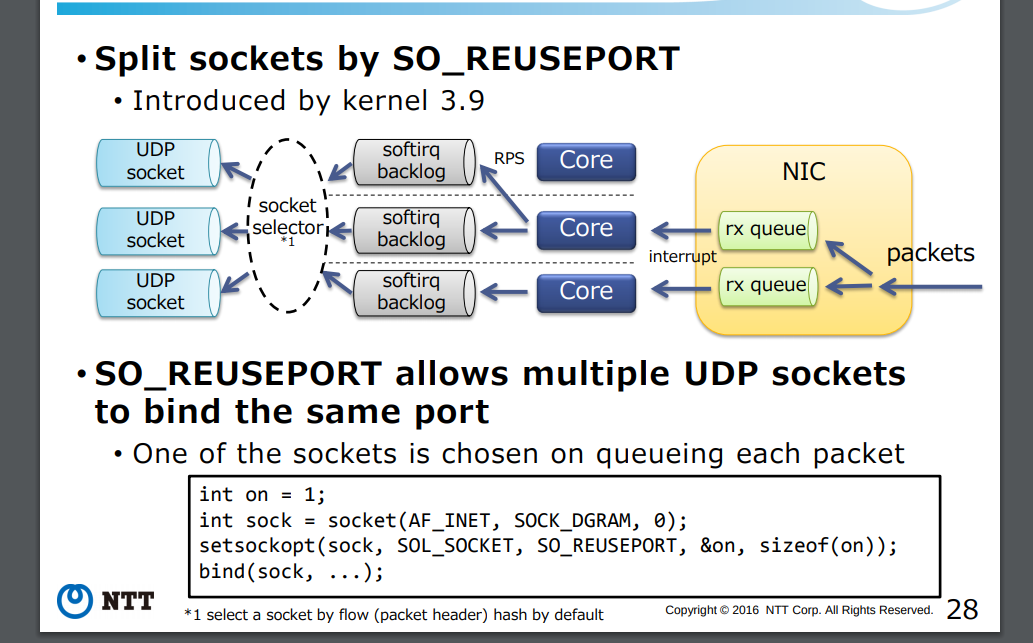 • Split sockets by SO_REUSEPORT
• Introduced by kernel 3.9
UDP
socket
softirq
backlog
RPS
Core
NIC
UDP
socket
socket
selector
*1
softirq
backlog
Core
rx queue
interrupt
packets
UDP
socket
softirq
backlog
Core
rx queue
• SO_REUSEPORT allows multiple UDP sockets
to bind the same port
• One of the sockets is chosen on queueing each packet
int on = 1;
int sock = socket(AF_INET, SOCK_DGRAM, 0);
setsockopt(sock, SOL_SOCKET, SO_REUSEPORT, &on, sizeof(on));
bind(sock, ...);
NTT
*1 select a socket by flow (packet header) hash by default
Copyright © 2016 NTT Corp. All Rights Reserved.
28